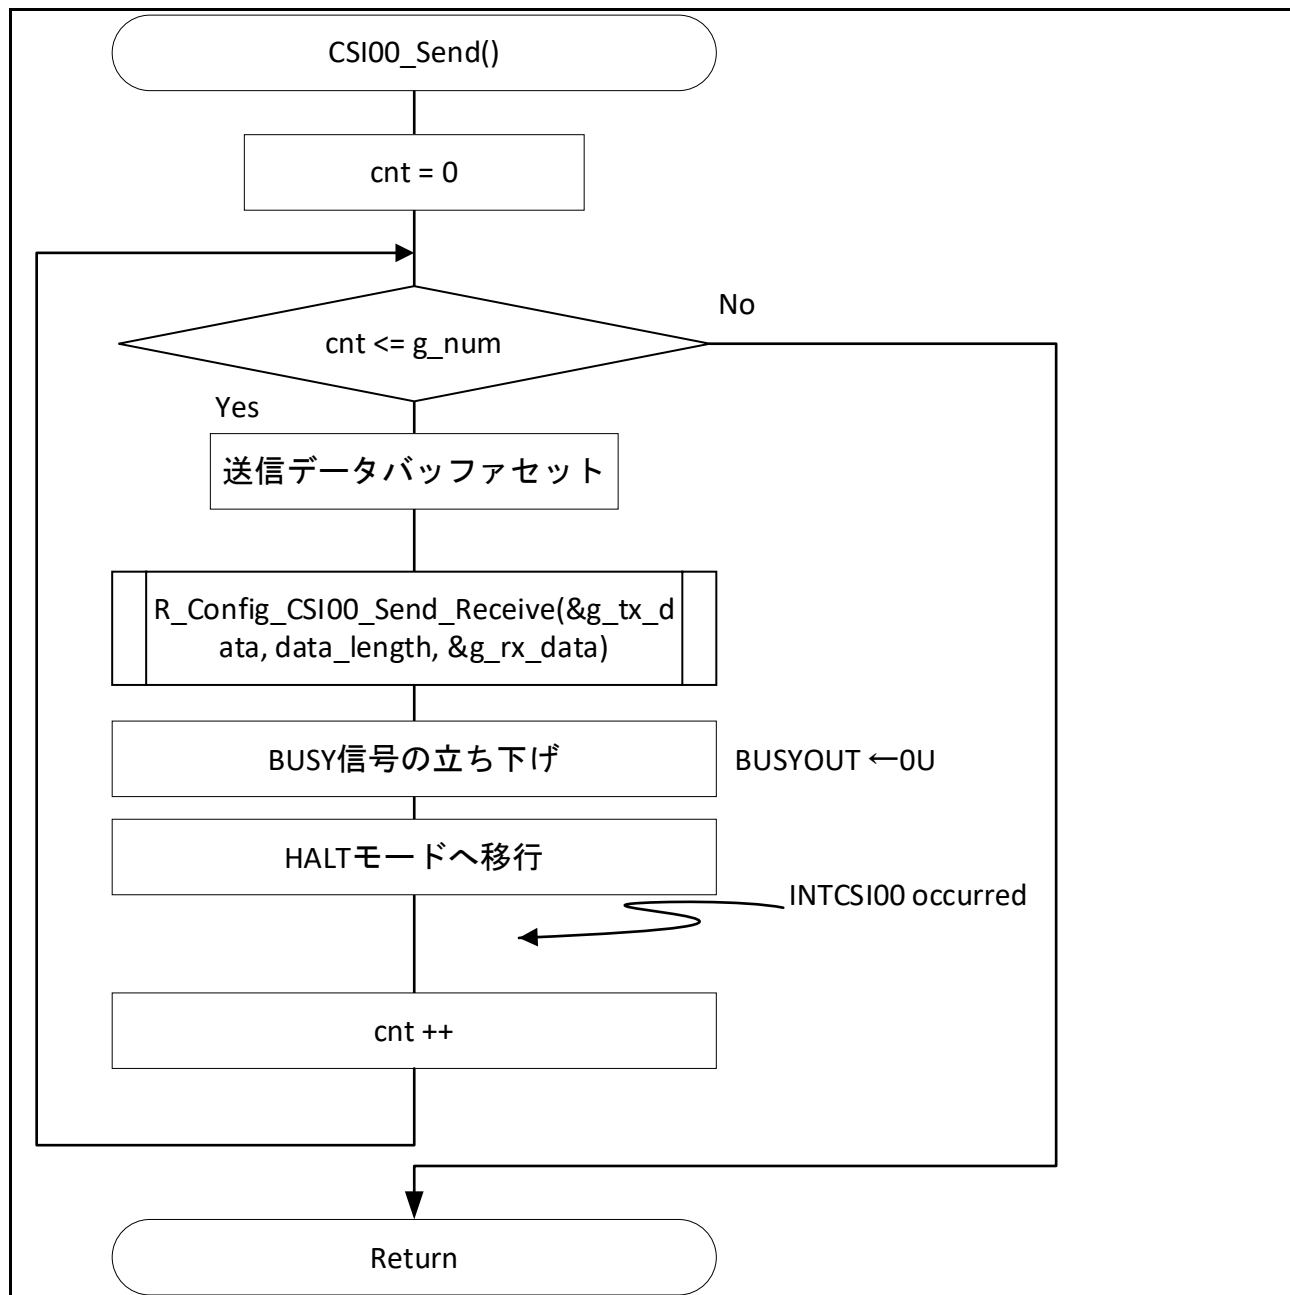 CSI00_Send()
cnt = 0
No
cnt <= g_num
Yes
送信データバッファセット
R_Config_CSI00_Send_Receive(&g_tx_d
ata, data_length, &g_rx_data)
BUSY信号の立ち下げ
BUSYOUT ←0U
HALTモードへ移行
INTCSI00 occurred
cnt ++
Return